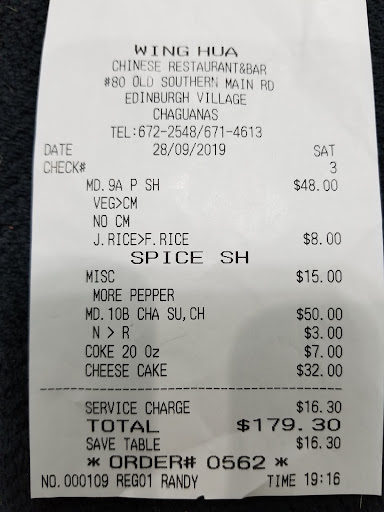 WING HUA
CHINESE RESTAURANT&BAR
#80 OLD SOUTHERN MAIN RD
EDINBURGH VILLAGE
CHAGUANAS
TEL:672-2548/671-4613
DATE 28/09/2019 SAT
CHECK# 3
MD.9A P SH $48.00
VEG>CM
NO CM
J.RICE>F.RICE $8.00
SPICE SH
MISC $15.00
MORE PEPPER
MD.10B CHA SU,CH $50.00
N > R $3.00
COKE 20 Oz $7.00
CHEESE CAKE $32.00
SERVICE CHARGE $16.30
TOTAL $179.30
SAVE TABLE $16.30
* ORDER# 0562 *
NO.000109 REG01 RANDY TIME 19:16